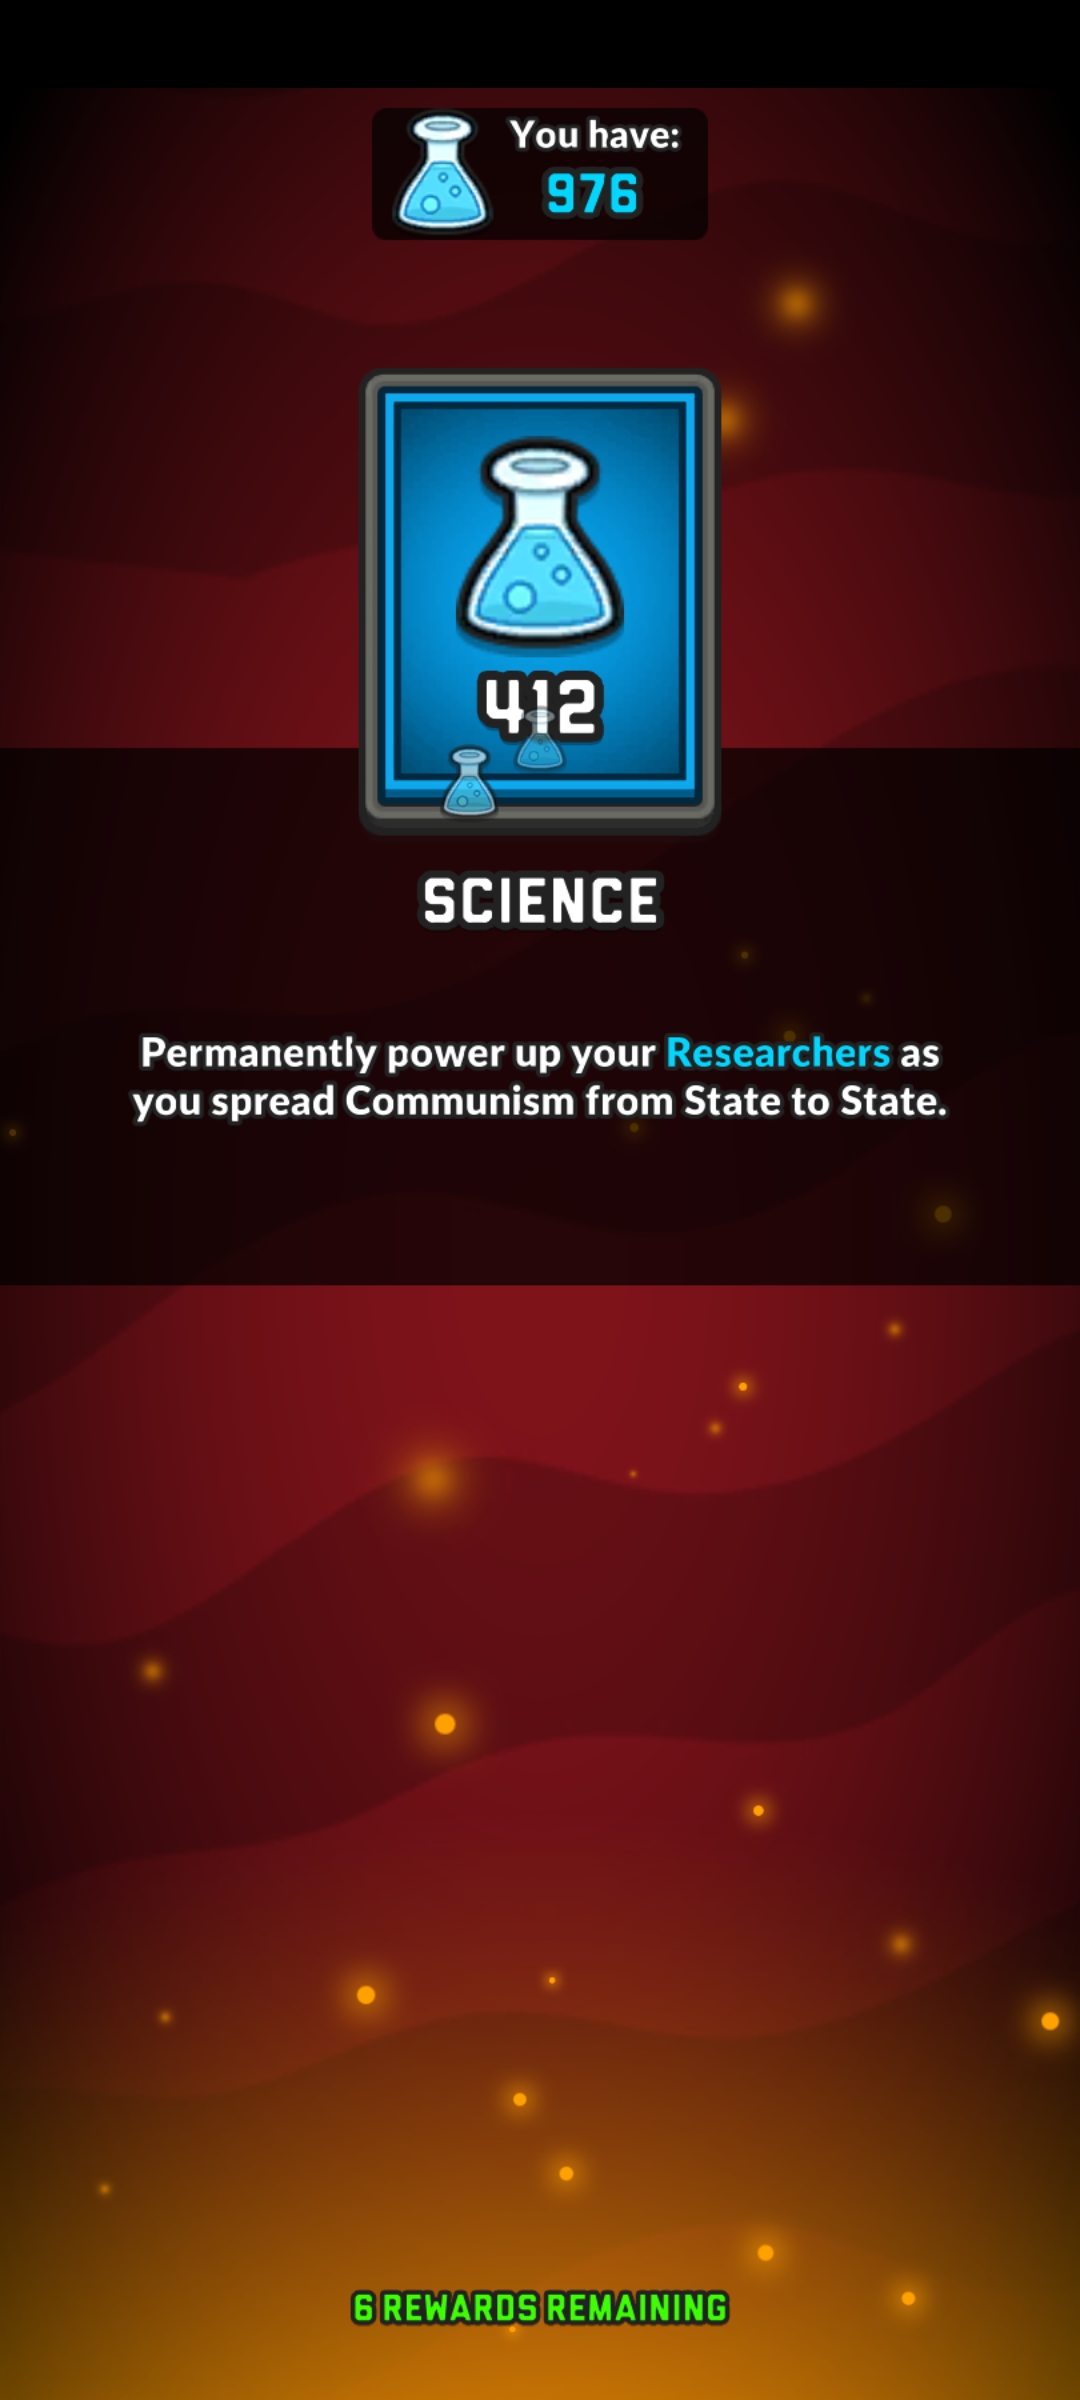 You have:
976
412
SCIENCE
Permanently power up your Researchers as
you spread Communism from State to State.
6 REWARDS REMAINING